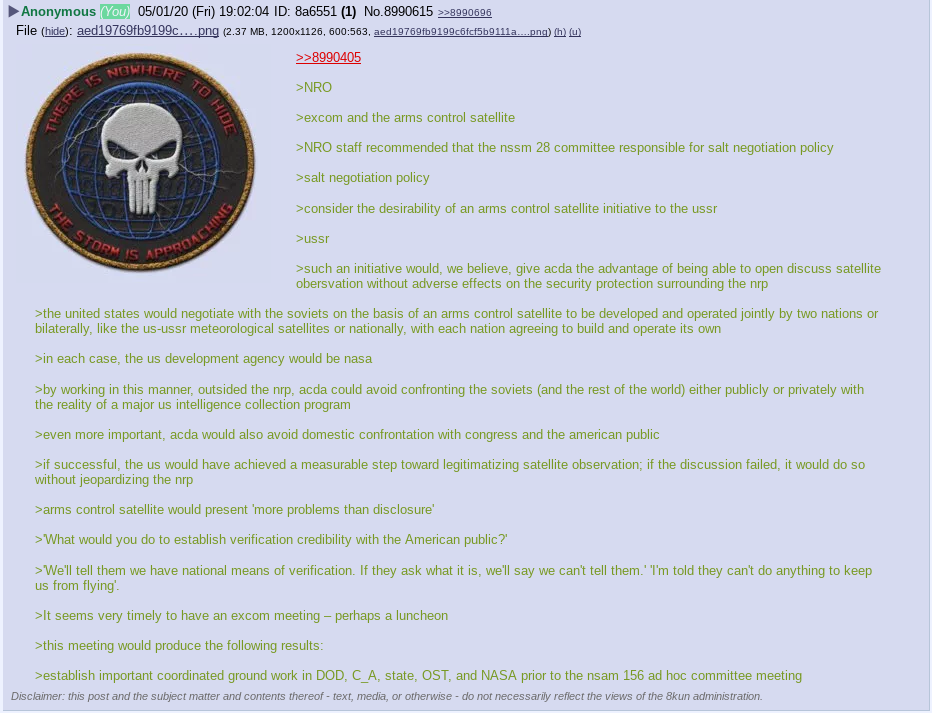 ▶Anonymous (You) 05/01/20 (Fri) 19:02:04 ID: 8a6551 (1) No.8990615 >>8990696
File (hide): aed19769fb9199c….png (2.37 MB, 1200x1126, 600:563, aed19769fb9199c6fcf5b9111a….png) (h) (u)
THERE IS NOWHERE TO HIDE
THE STORM IS APPROACHING
>>8990405
>NRO
>excom and the arms control satellite
>NRO staff recommended that the nssm 28 committee responsible for salt negotiation policy
>salt negotiation policy
>consider the desirability of an arms control satellite initiative to the ussr
>ussr
>such an initiative would, we believe, give acda the advantage of being able to open discuss satellite
obersvation without adverse effects on the security protection surrounding the nrp
>the united states would negotiate with the soviets on the basis of an arms control satellite to be developed and operated jointly by two nations or
bilaterally, like the us-ussr meteorological satellites or nationally, with each nation agreeing to build and operate its own
>in each case, the us development agency would be nasa
>by working in this manner, outsided the nrp, acda could avoid confronting the soviets (and the rest of the world) either publicly or privately with
the reality of a major us intelligence collection program
>even more important, acda would also avoid domestic confrontation with congress and the american public
>if successful, the us would have achieved a measurable step toward legitimatizing satellite observation; if the discussion failed, it would do so
without jeopardizing the nrp
>arms control satellite would present 'more problems than disclosure'
>'What would you do to establish verification credibility with the American public?'
>'We'll tell them we have national means of verification. If they ask what it is, we'll say we can't tell them.' 'I'm told they can't do anything to keep
us from flying'.
>It seems very timely to have an excom meeting – perhaps a luncheon
>this meeting would produce the following results:
>establish important coordinated ground work in DOD, C_A, state, OST, and NASA prior to the nsam 156 ad hoc committee meeting
Disclaimer: this post and the subject matter and contents thereof - text, media, or otherwise - do not necessarily reflect the views of the 8kun administration.